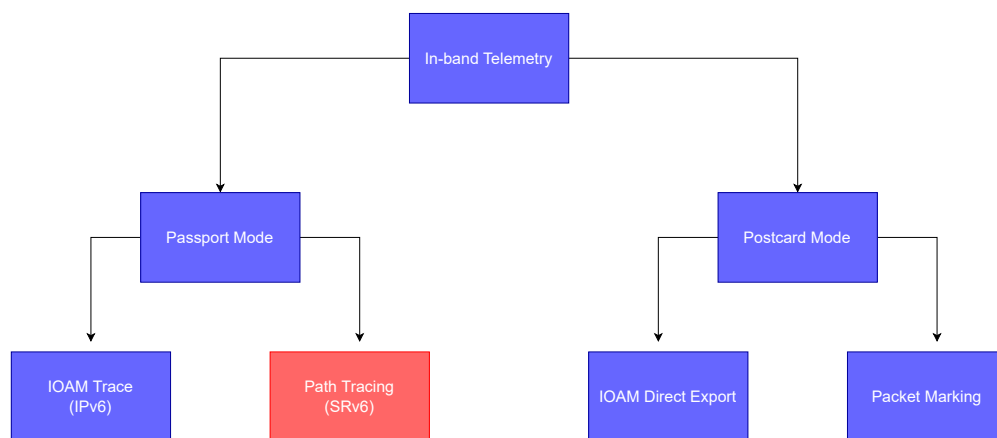 In-band Telemetry
Passport Mode
Postcard Mode
IOAM Trace
(IPv6)
Path Tracing
(SRv6)
IOAM Direct Export
Packet Marking